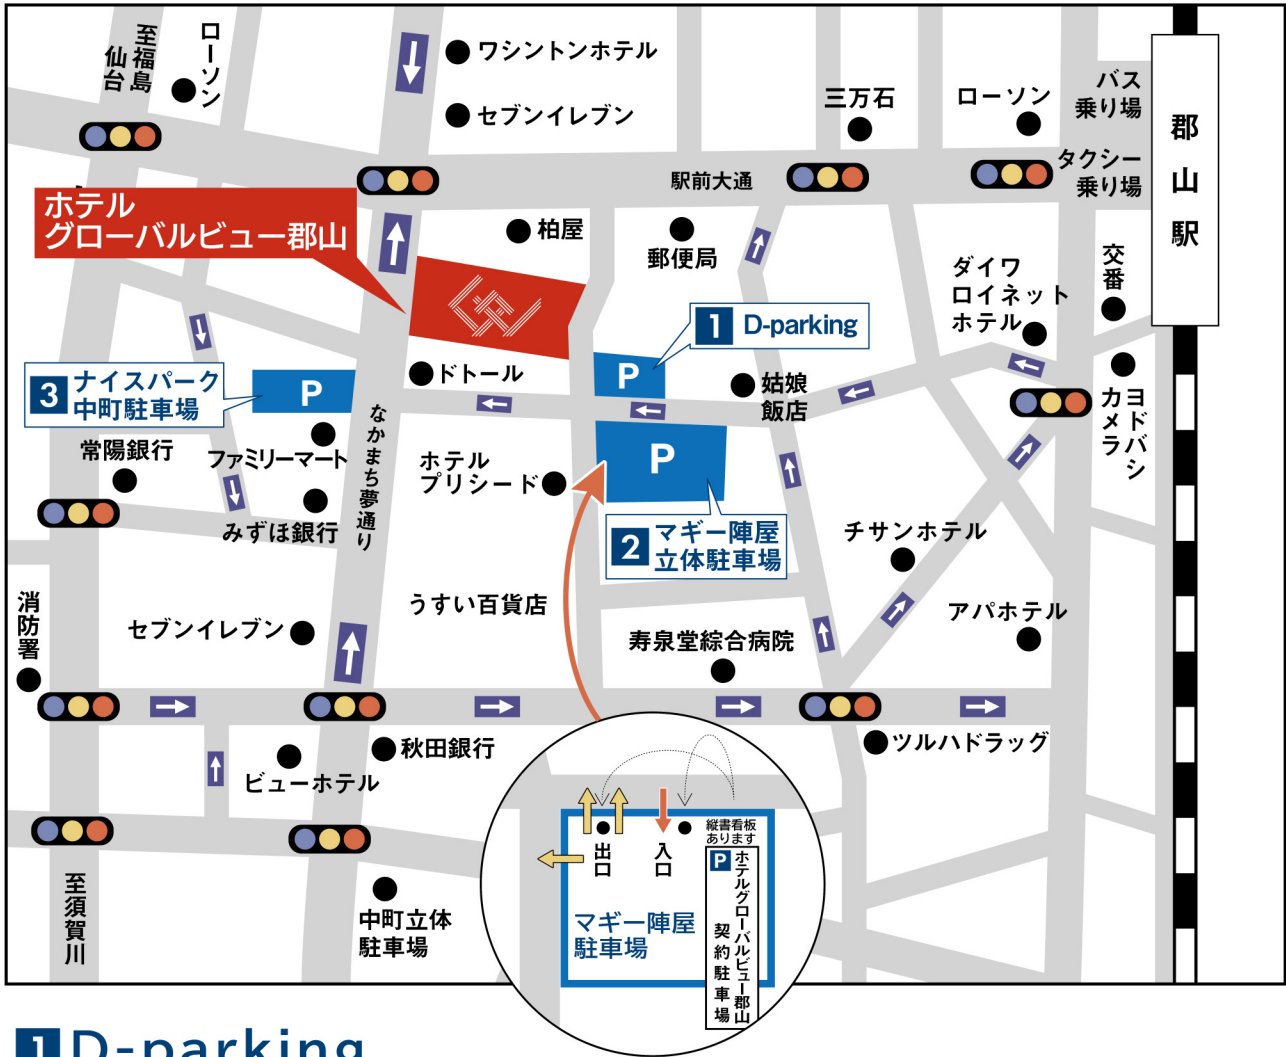 至福島
仙台
ローソン
ワシントンホテル
セブンイレブン
三万石
ローソン
バス
乗り場
タクシー
乗り場
郡山駅
駅前大通
ホテル
グローバルビュー郡山
柏屋
郵便局
ダイワ
ロイネット
ホテル
交番
1 D-parking
P
3 ナイスパーク
中町駐車場
P
ドトール
姑娘
飯店
ヨドバシ
カメラ
なかまち夢通り
常陽銀行
ファミリーマート
みずほ銀行
ホテル
プリシード
P
2 マギー陣屋
立体駐車場
チサンホテル
消防署
セブンイレブン
うすい百貨店
寿泉堂綜合病院
アパホテル
秋田銀行
ビューホテル
ツルハドラッグ
至須賀川
中町立体
駐車場
出口
入口
縦書看板
あります
P ホテルグローバルビュー郡山
契約駐車場
マギー陣屋
駐車場
1 D-parking